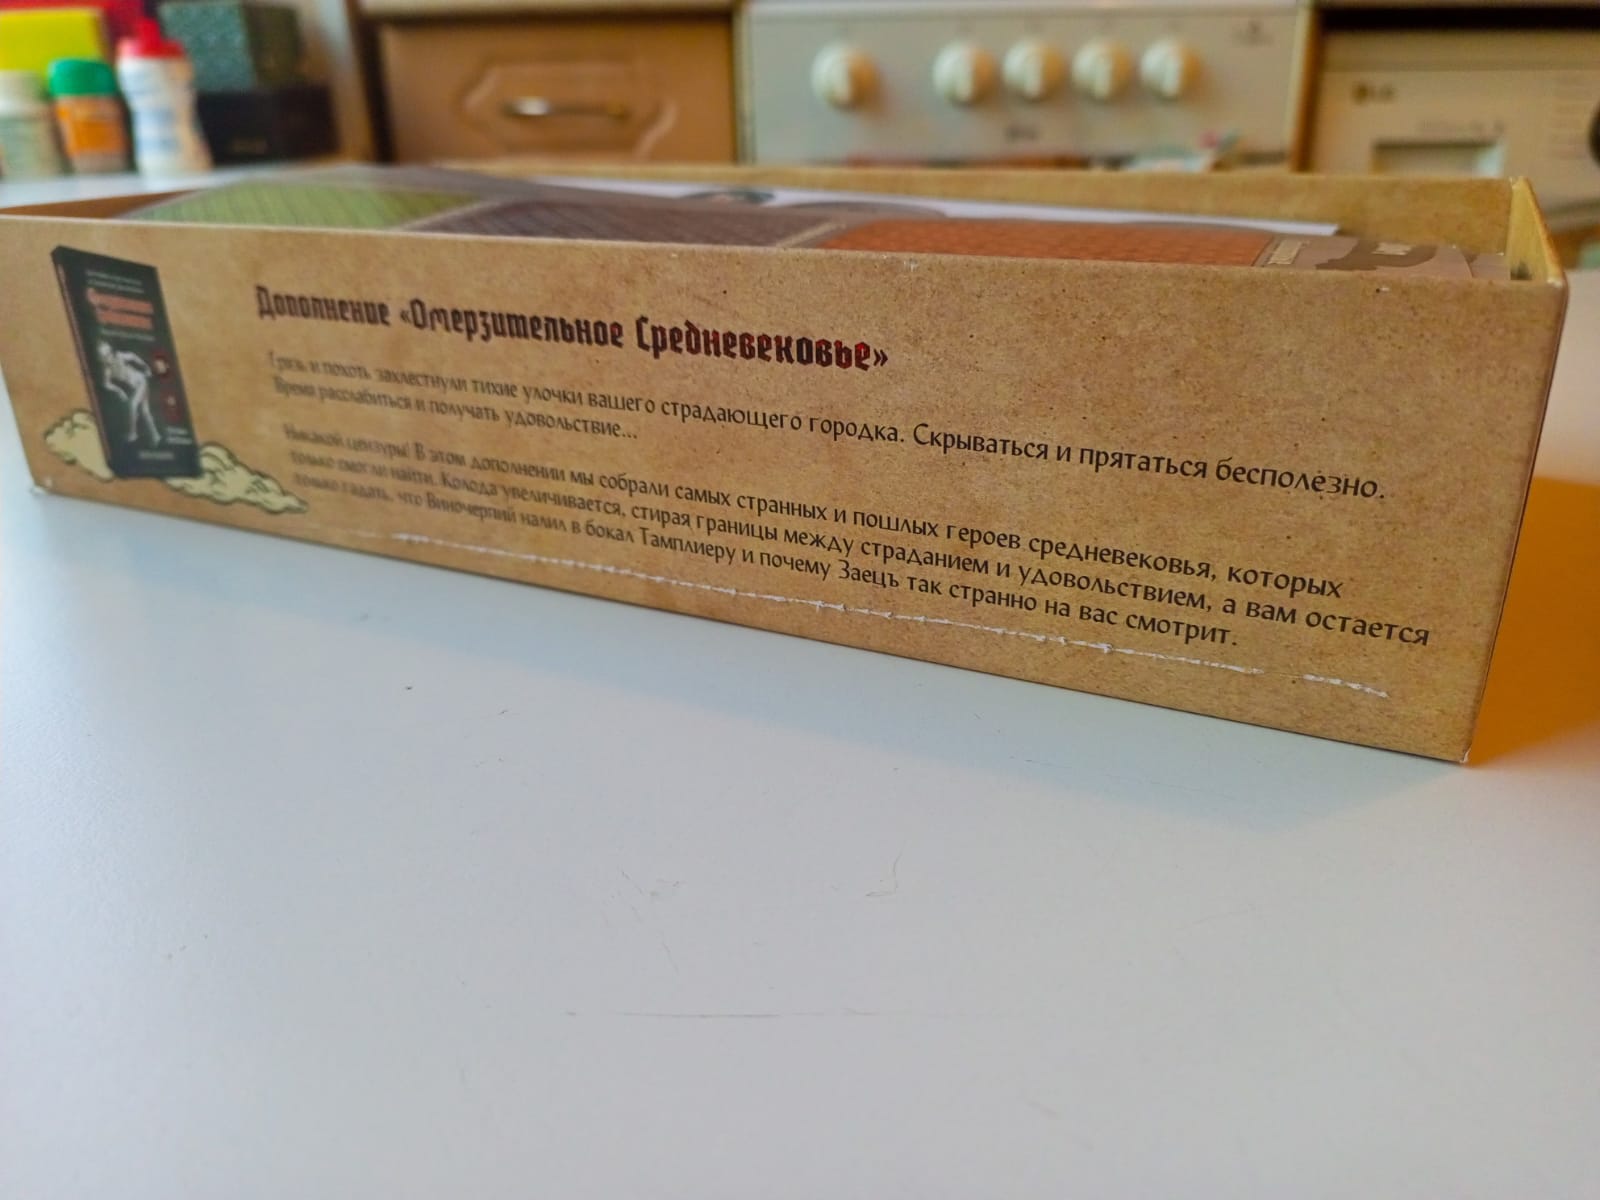 Дополнение «Омерзительное Средневековье»
Грязь и похоть захлестнули тихие улочки вашего страдающего городка. Скрываться и прятаться бесполезно.
Время расслабиться и получать удовольствие...
Никакой цензуры! В этом дополнении мы собрали самых странных и пошлых героев средневековья, которых
только смогли найти. Колода увеличивается, стирая границы между страданием и удовольствием, а вам остается
только гадать, что Виночерпий налил в бокал Тамплиеру и почему Заецъ так странно на вас смотрит.
LG